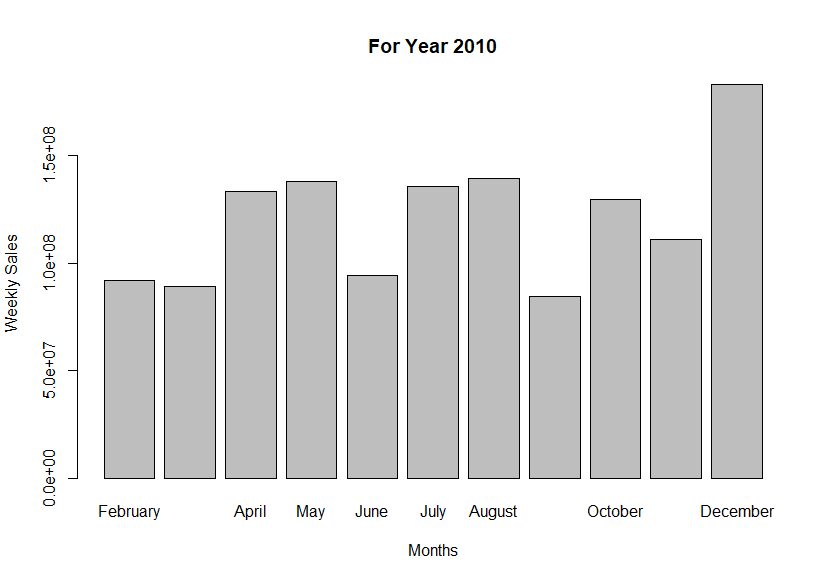 For Year 2010
Weekly Sales
1.5e+08
1.0e+08
5.0e+07
0.0e+00
February April May June July August October December
Months